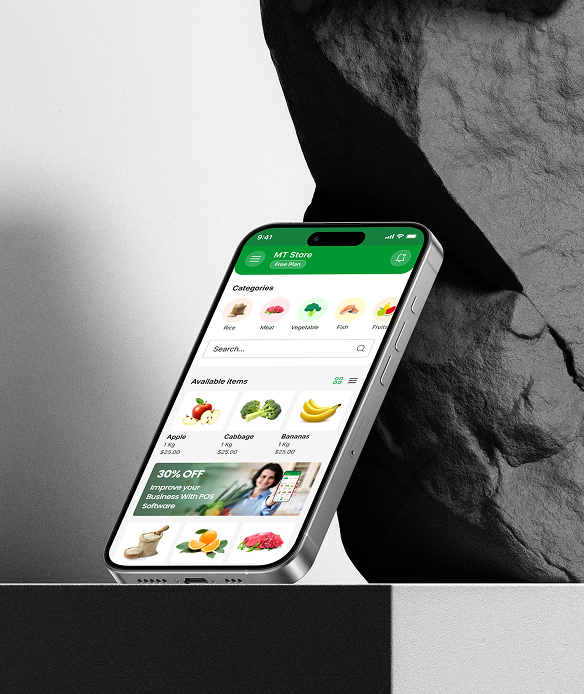 9:41
MT Store
Free Plan
Categories
Rice
Meat
Vegetable
Fish
Fruits
Search...
Available items
Apple
1 Kg
$25.00
Cabbage
1 Kg
$25.00
Bananas
1 Kg
$25.00
30% OFF
Improve your
Business With POS
Software